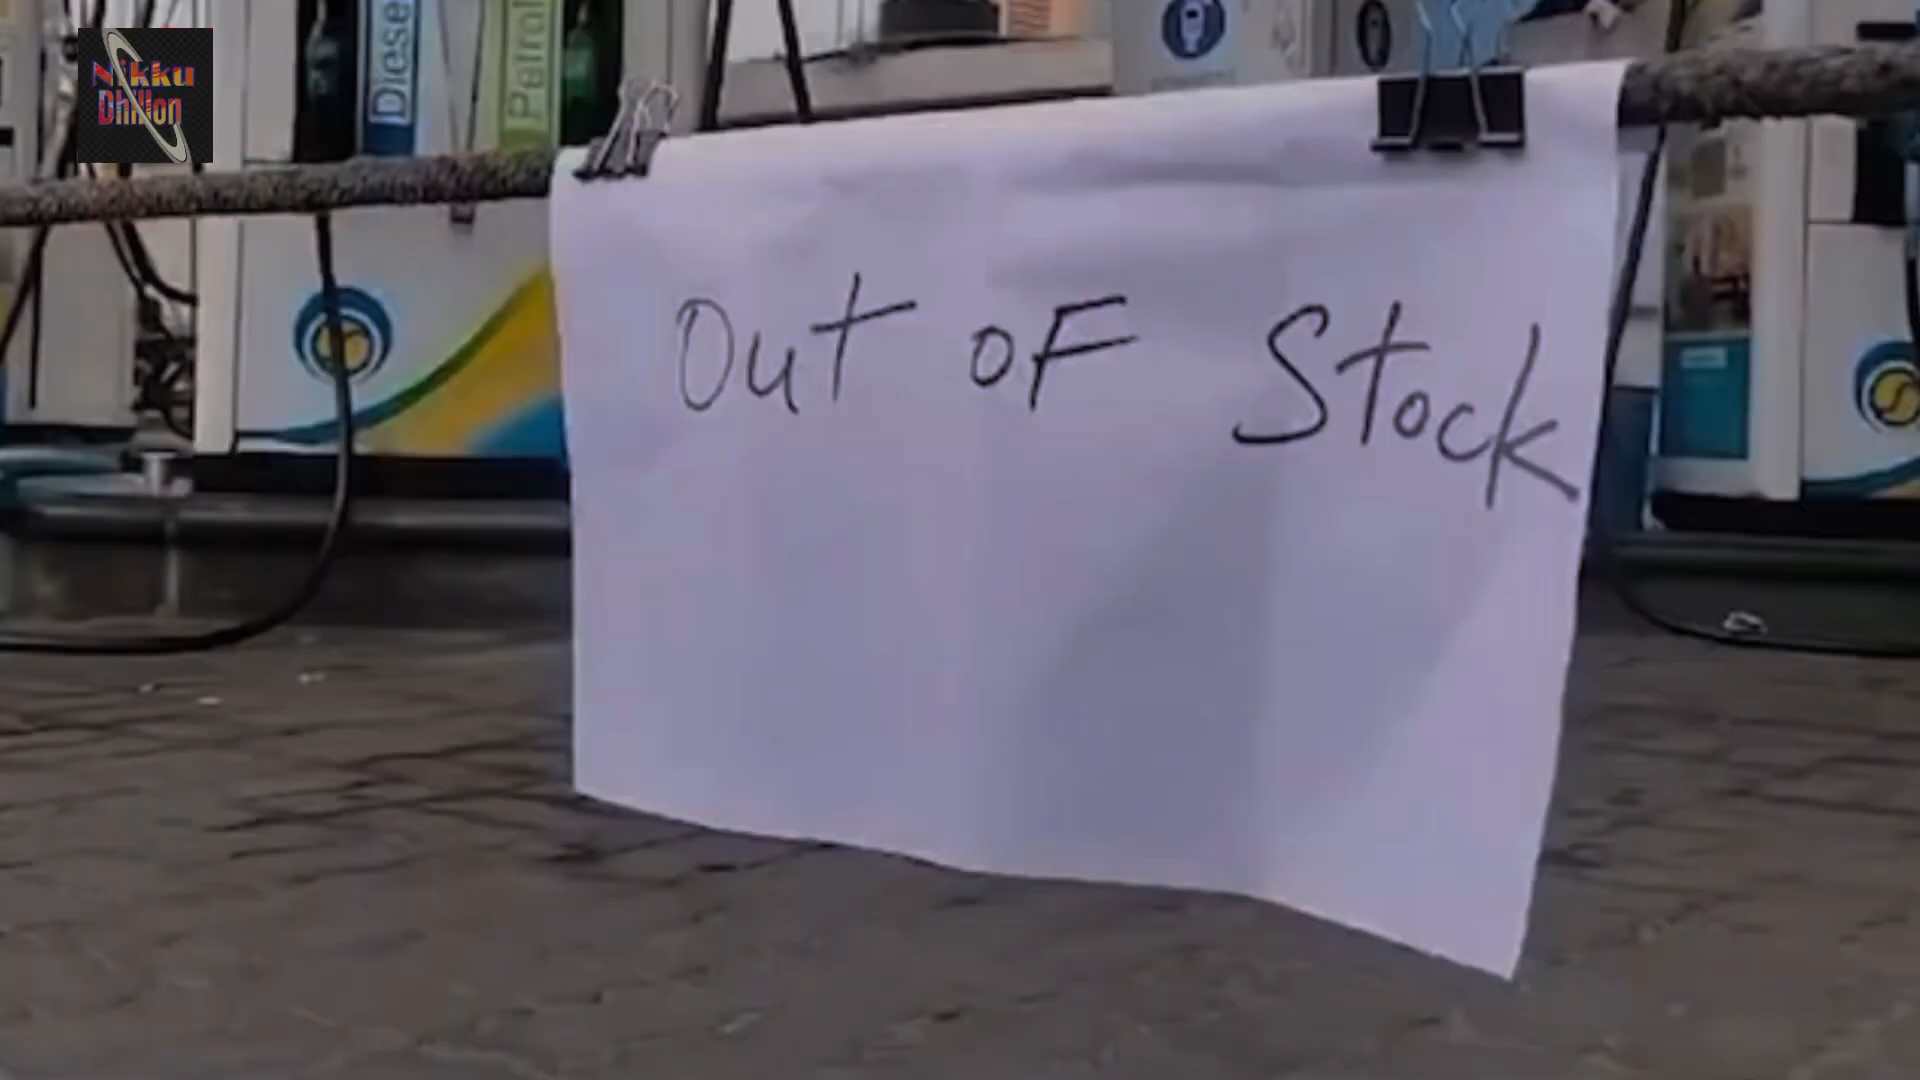 Nikku
Dhillon
Diesel
Petrol
Out oF Stock